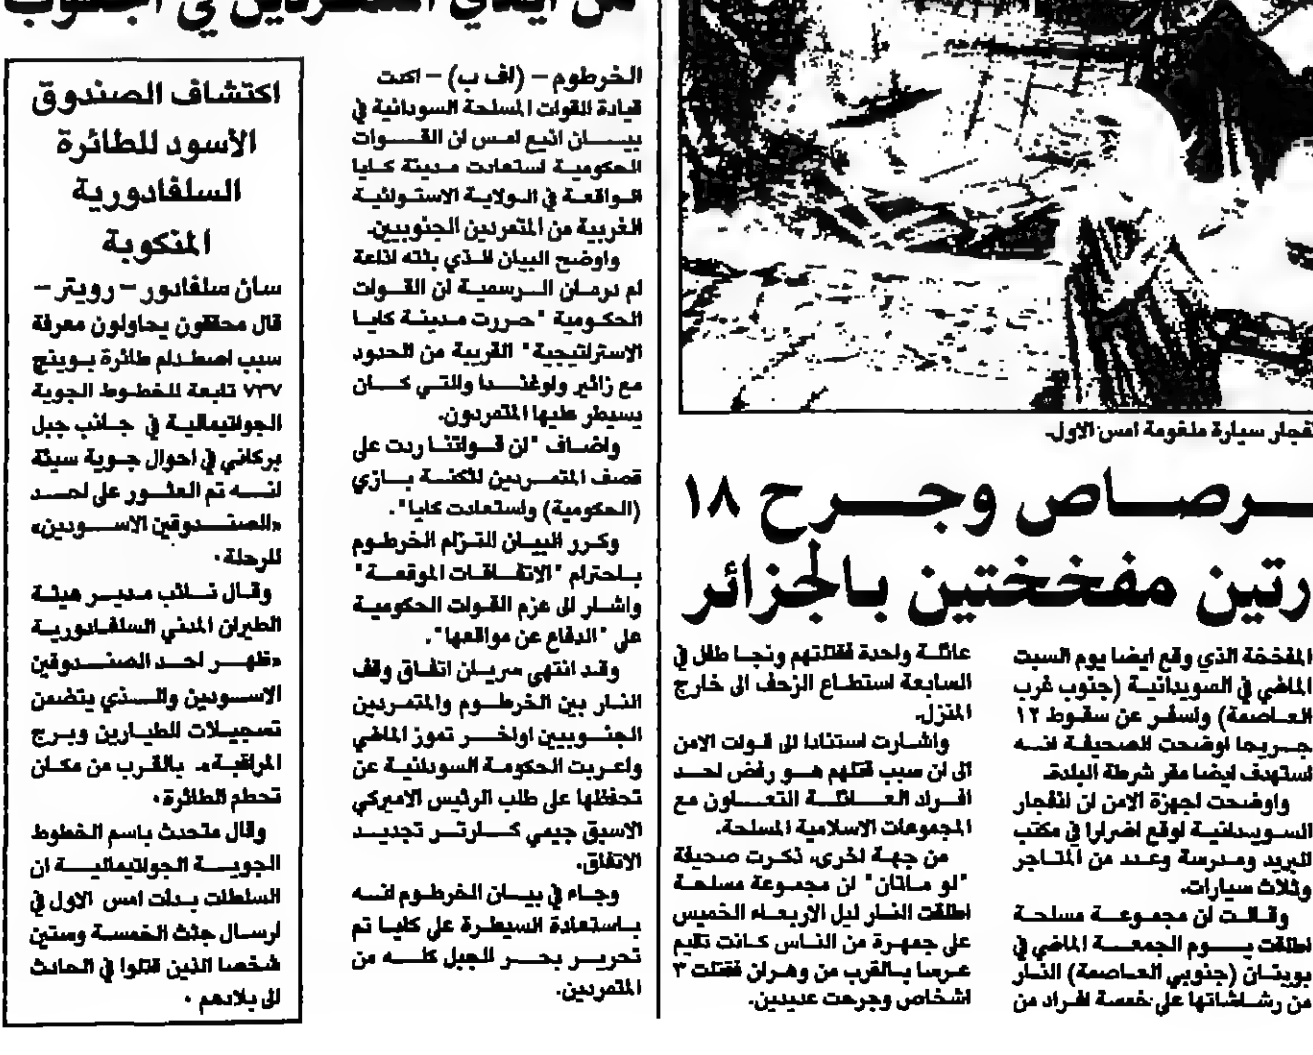 نفجار سيارة ملغومة امس الاول.
ـرصـاص وجـرح ١٨
رتين مفخختين بالجزائر
المفخخة الذي وقع ايضا يوم السبت
الماضي في السويدانية (جنوب غرب
العاصمة) واسفر عن سقوط ١٢
جريحا اوضحت الصحيفة انه
استهدف ايضا مقر شرطة البلدة.
واوضحت اجهزة الامن ان انفجار
السويدانية اوقع اضرارا في مكتب
للبريد ومدرسة وعدد من المتاجر
وثلاث سيارات.
وقالت ان مجموعة مسلحة
اطلقت يوم الجمعة الماضي في
بوينان (جنوبي العاصمة) النار
من رشاشاتها على خمسة افراد من
عائلة واحدة فقتلتهم ونجا طفل في
السابعة استطاع الزحف الى خارج
المنزل.
واشارت استنادا الى قوات الامن
الى ان سبب قتلهم هو رفض احد
افراد العائلة التعاون مع
المجموعات الاسلامية المسلحة.
من جهة اخرى، ذكرت صحيفة
"لو ماتان" ان مجموعة مسلحة
اطلقت النار ليل الاربعاء الخميس
على جمهرة من الناس كانت تقيم
عرسا بالقرب من وهران فقتلت ٣
اشخاص وجرحت عديدين.
من ايدي المتمردين في الجنوب
الخرطوم - (اف ب) - اكدت
قيادة القوات المسلحة السودانية في
بيان اذيع امس ان القوات
الحكومية استعادت مدينة كايا
الواقعة في الولاية الاستوائية
الغربية من المتمردين الجنوبيين.
واوضح البيان الذي بثته اذاعة
ام درمان الرسمية ان القوات
الحكومية "حررت مدينة كايا
الاستراتيجية" القريبة من الحدود
مع زائير واوغندا والتي كان
يسيطر عليها المتمردون.
واضاف "ان قواتنا ردت على
قصف المتمردين لثكنة بازي
(الحكومية) واستعادت كايا".
وكرر البيان التزام الخرطوم
باحترام "الاتفاقات الموقعة"
واشار الى عزم القوات الحكومية
على "الدفاع عن مواقعها".
وقد انتهى سريان اتفاق وقف
النار بين الخرطوم والمتمردين
الجنوبيين اواخر تموز الماضي
واعربت الحكومة السودانية عن
تحفظها على طلب الرئيس الاميركي
الاسبق جيمي كارتر تجديد
الاتفاق.
وجاء في بيان الخرطوم انه
باستعادة السيطرة على كايا تم
تحرير بحر الجبل كله من
المتمردين.
اكتشاف الصندوق
الأسود للطائرة
السلفادورية
المنكوبة
سان سلفادور - رويتر -
قال محققون يحاولون معرفة
سبب اصطدام طائرة بوينج
٧٣٧ تابعة للخطوط الجوية
الجواتيمالية في جانب جبل
بركاني في احوال جوية سيئة
انه تم العثور على احد
«الصندوقين الاسودين»
للرحلة.
وقال نائب مدير هيئة
الطيران المدني السلفادورية
«ظهر احد الصندوقين
الاسودين والذي يتضمن
تسجيلات للطيارين وبرج
المراقبة». بالقرب من مكان
تحطم الطائرة.
وقال متحدث باسم الخطوط
الجوية الجواتيمالية ان
السلطات بدأت امس الاول في
ارسال جثث الخمسة وستين
شخصا الذين قتلوا في الحادث
الى بلادهم.